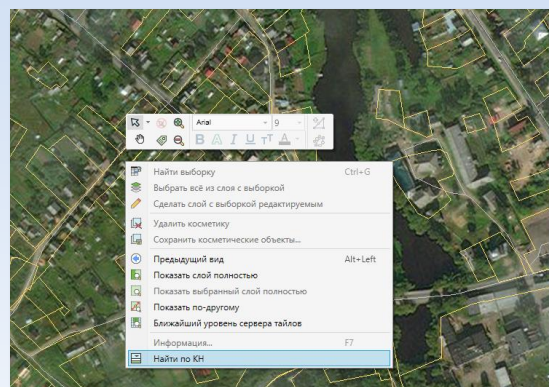 Arial 9
B A I U TT A
Найти выборку Ctrl+G
Выбрать всё из слоя с выборкой
Сделать слой с выборкой редактируемым
Удалить косметику
Сохранить косметические объекты...
Предыдущий вид Alt+Left
Показать слой полностью
Показать выбранный слой полностью
Показать по-другому
Ближайший уровень сервера тайлов
Информация... F7
Найти по КН